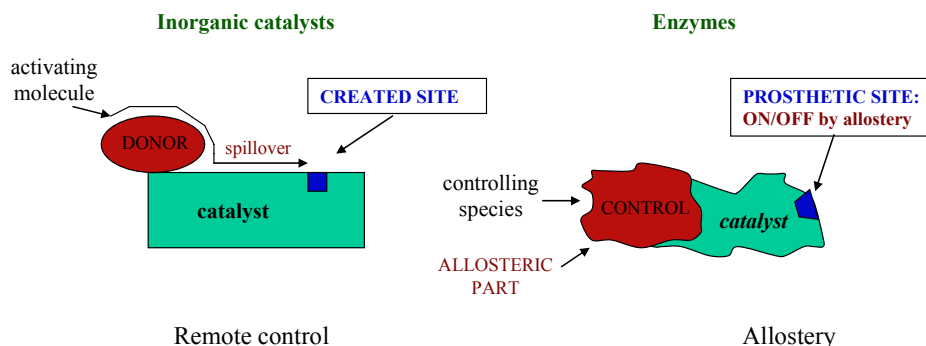 Inorganic catalysts
Enzymes
activating
molecule
CREATED SITE
DONOR
spillover
catalyst
PROSTHETIC SITE:
ON/OFF by allostery
controlling
species
CONTROL
catalyst
ALLOSTERIC
PART
Remote control
Allostery